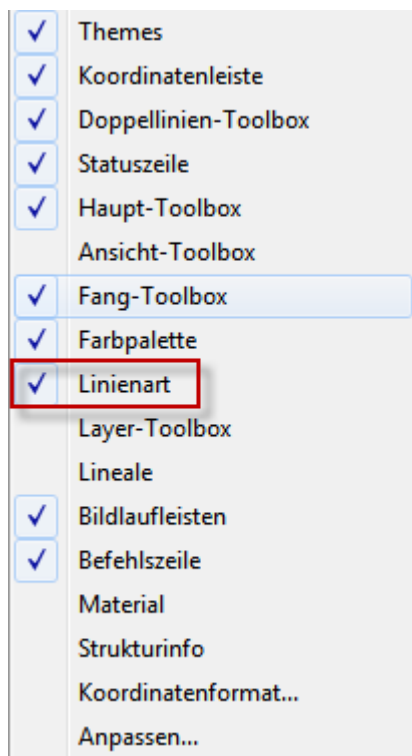 Themes
Koordinatenleiste
Doppellinien-Toolbox
Statuszeile
Haupt-Toolbox
Ansicht-Toolbox
Fang-Toolbox
Farbpalette
Linienart
Layer-Toolbox
Lineale
Bildlaufleisten
Befehlszeile
Material
Strukturinfo
Koordinatenformat...
Anpassen...